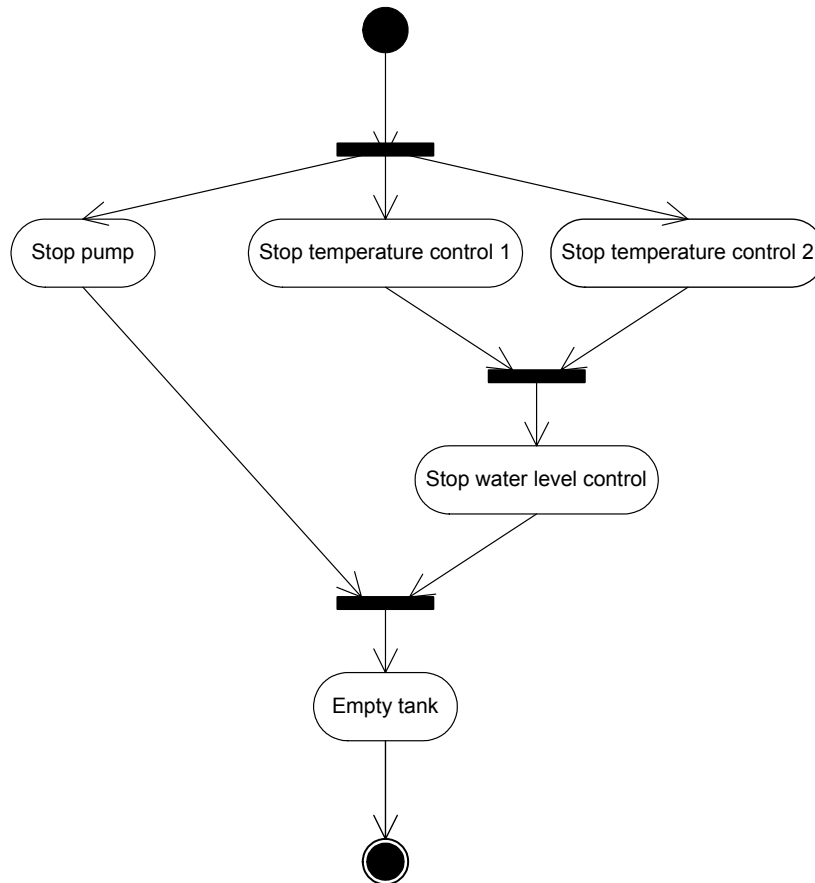 Stop pump
Stop temperature control 1
Stop temperature control 2
Stop water level control
Empty tank